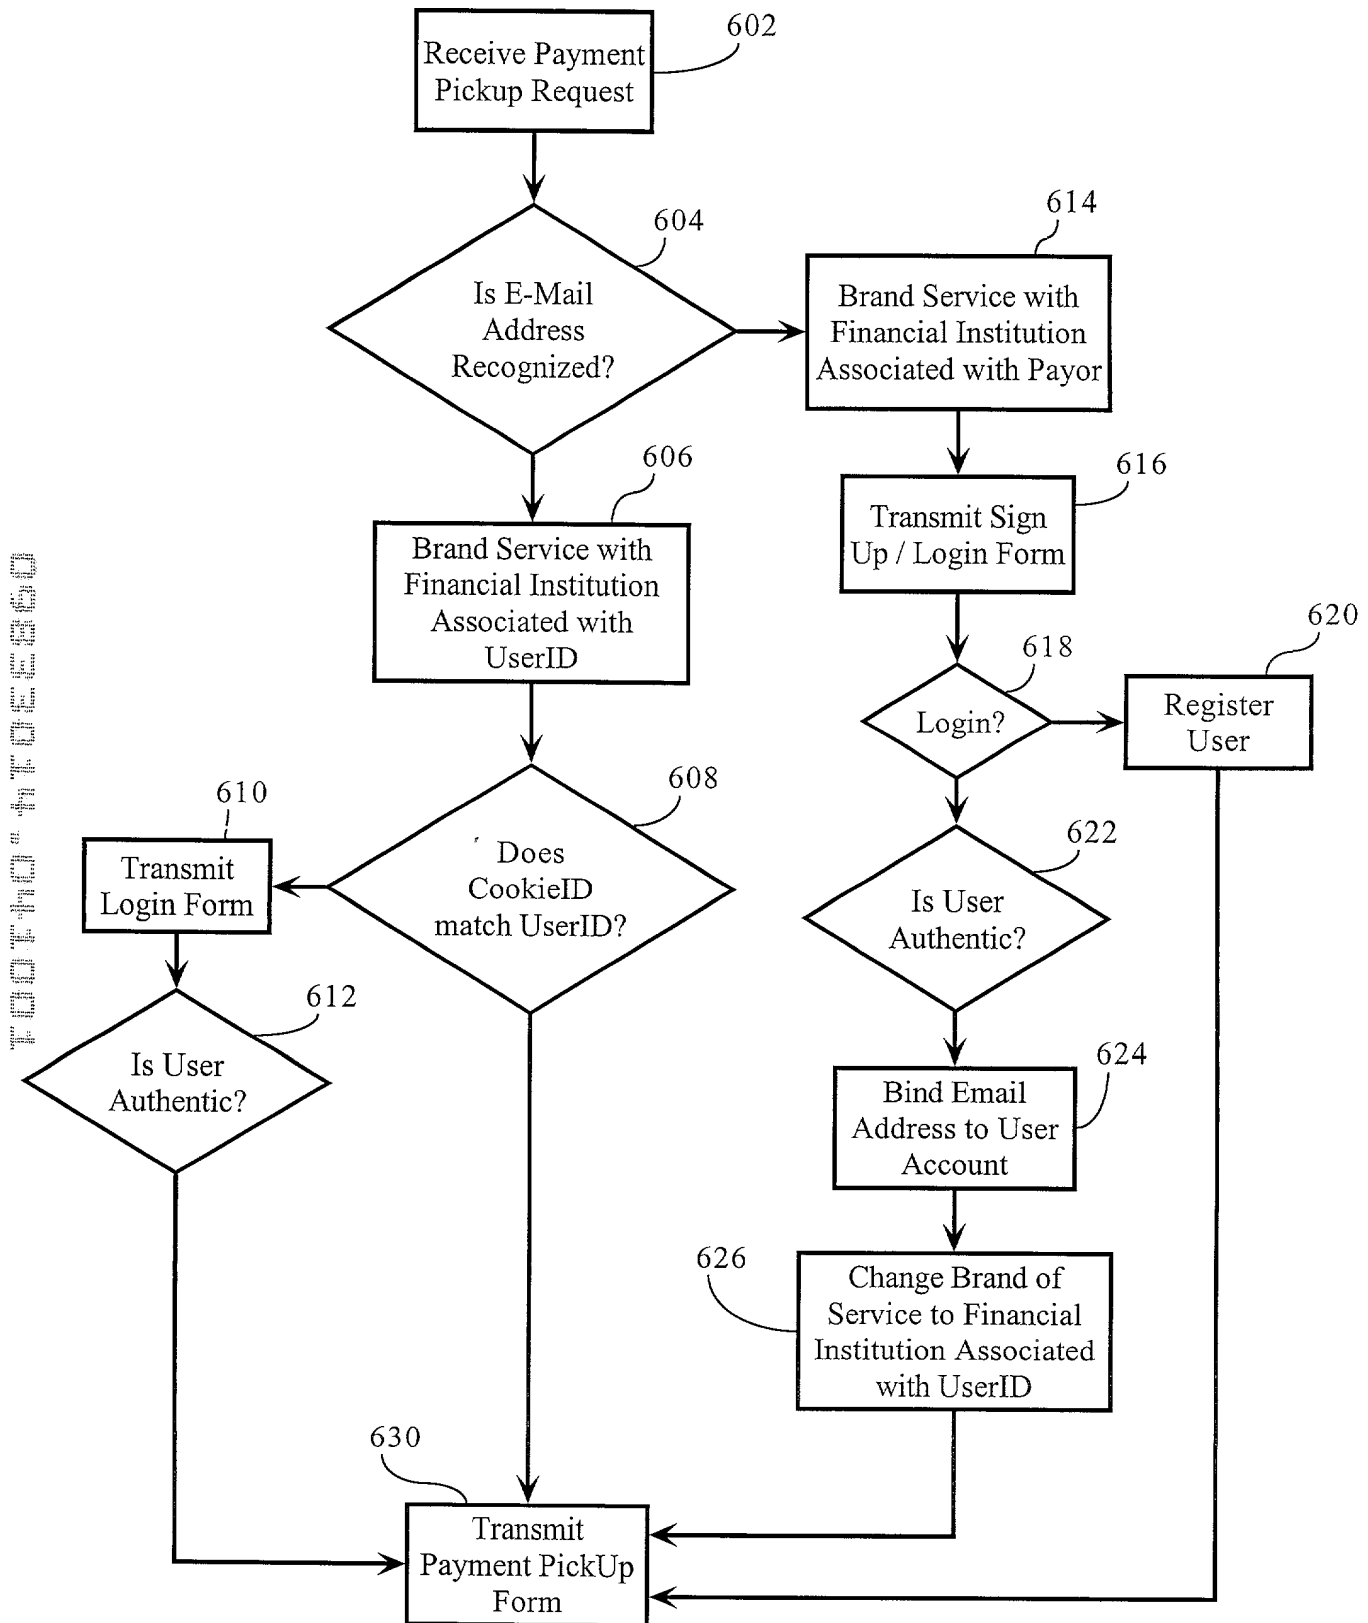 602
Receive Payment
Pickup Request
604
Is E-Mail
Address
Recognized?
614
Brand Service with
Financial Institution
Associated with Payor
606
Brand Service with
Financial Institution
Associated with
UserID
616
Transmit Sign
Up / Login Form
618
Login?
620
Register
User
608
Does
CookieID
match UserID?
610
Transmit
Login Form
612
Is User
Authentic?
622
Is User
Authentic?
624
Bind Email
Address to User
Account
626
Change Brand of
Service to Financial
Institution Associated
with UserID
630
Transmit
Payment PickUp
Form